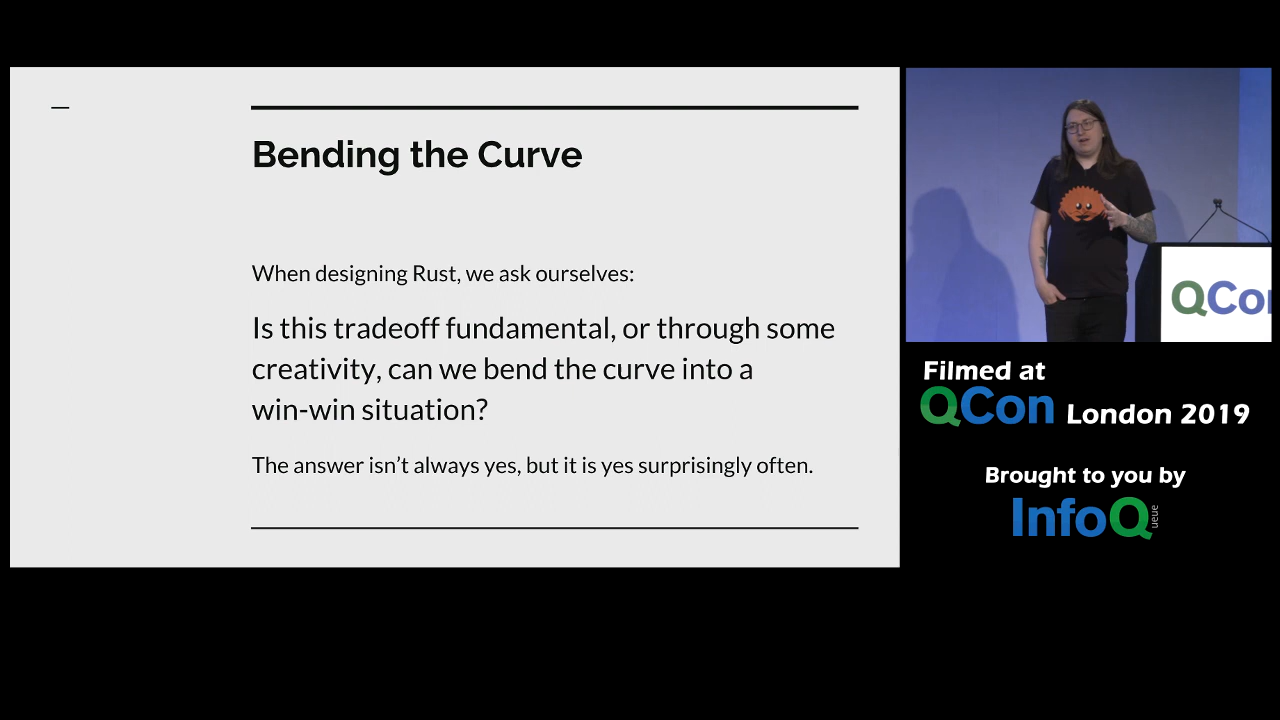 Bending the Curve
When designing Rust, we ask ourselves:
Is this tradeoff fundamental, or through some
creativity, can we bend the curve into a
win-win situation?
The answer isn’t always yes, but it is yes surprisingly often.
QCo
Filmed at
QCon London 2019
Brought to you by
InfoQ
ueue